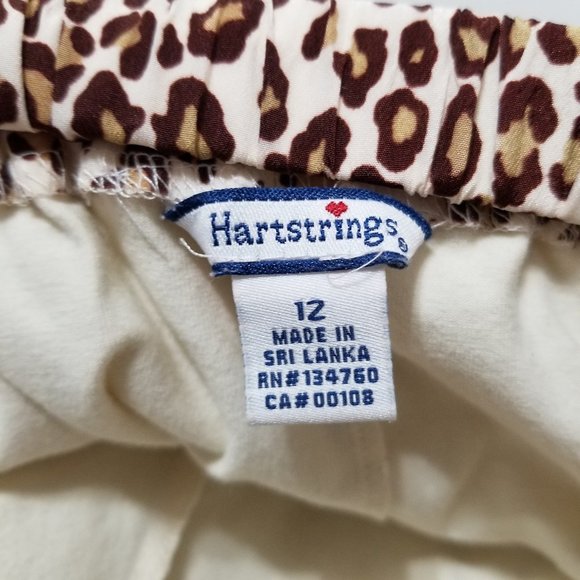 Hartstrings
12
MADE IN
SRI LANKA
RN#134760
CA#00108